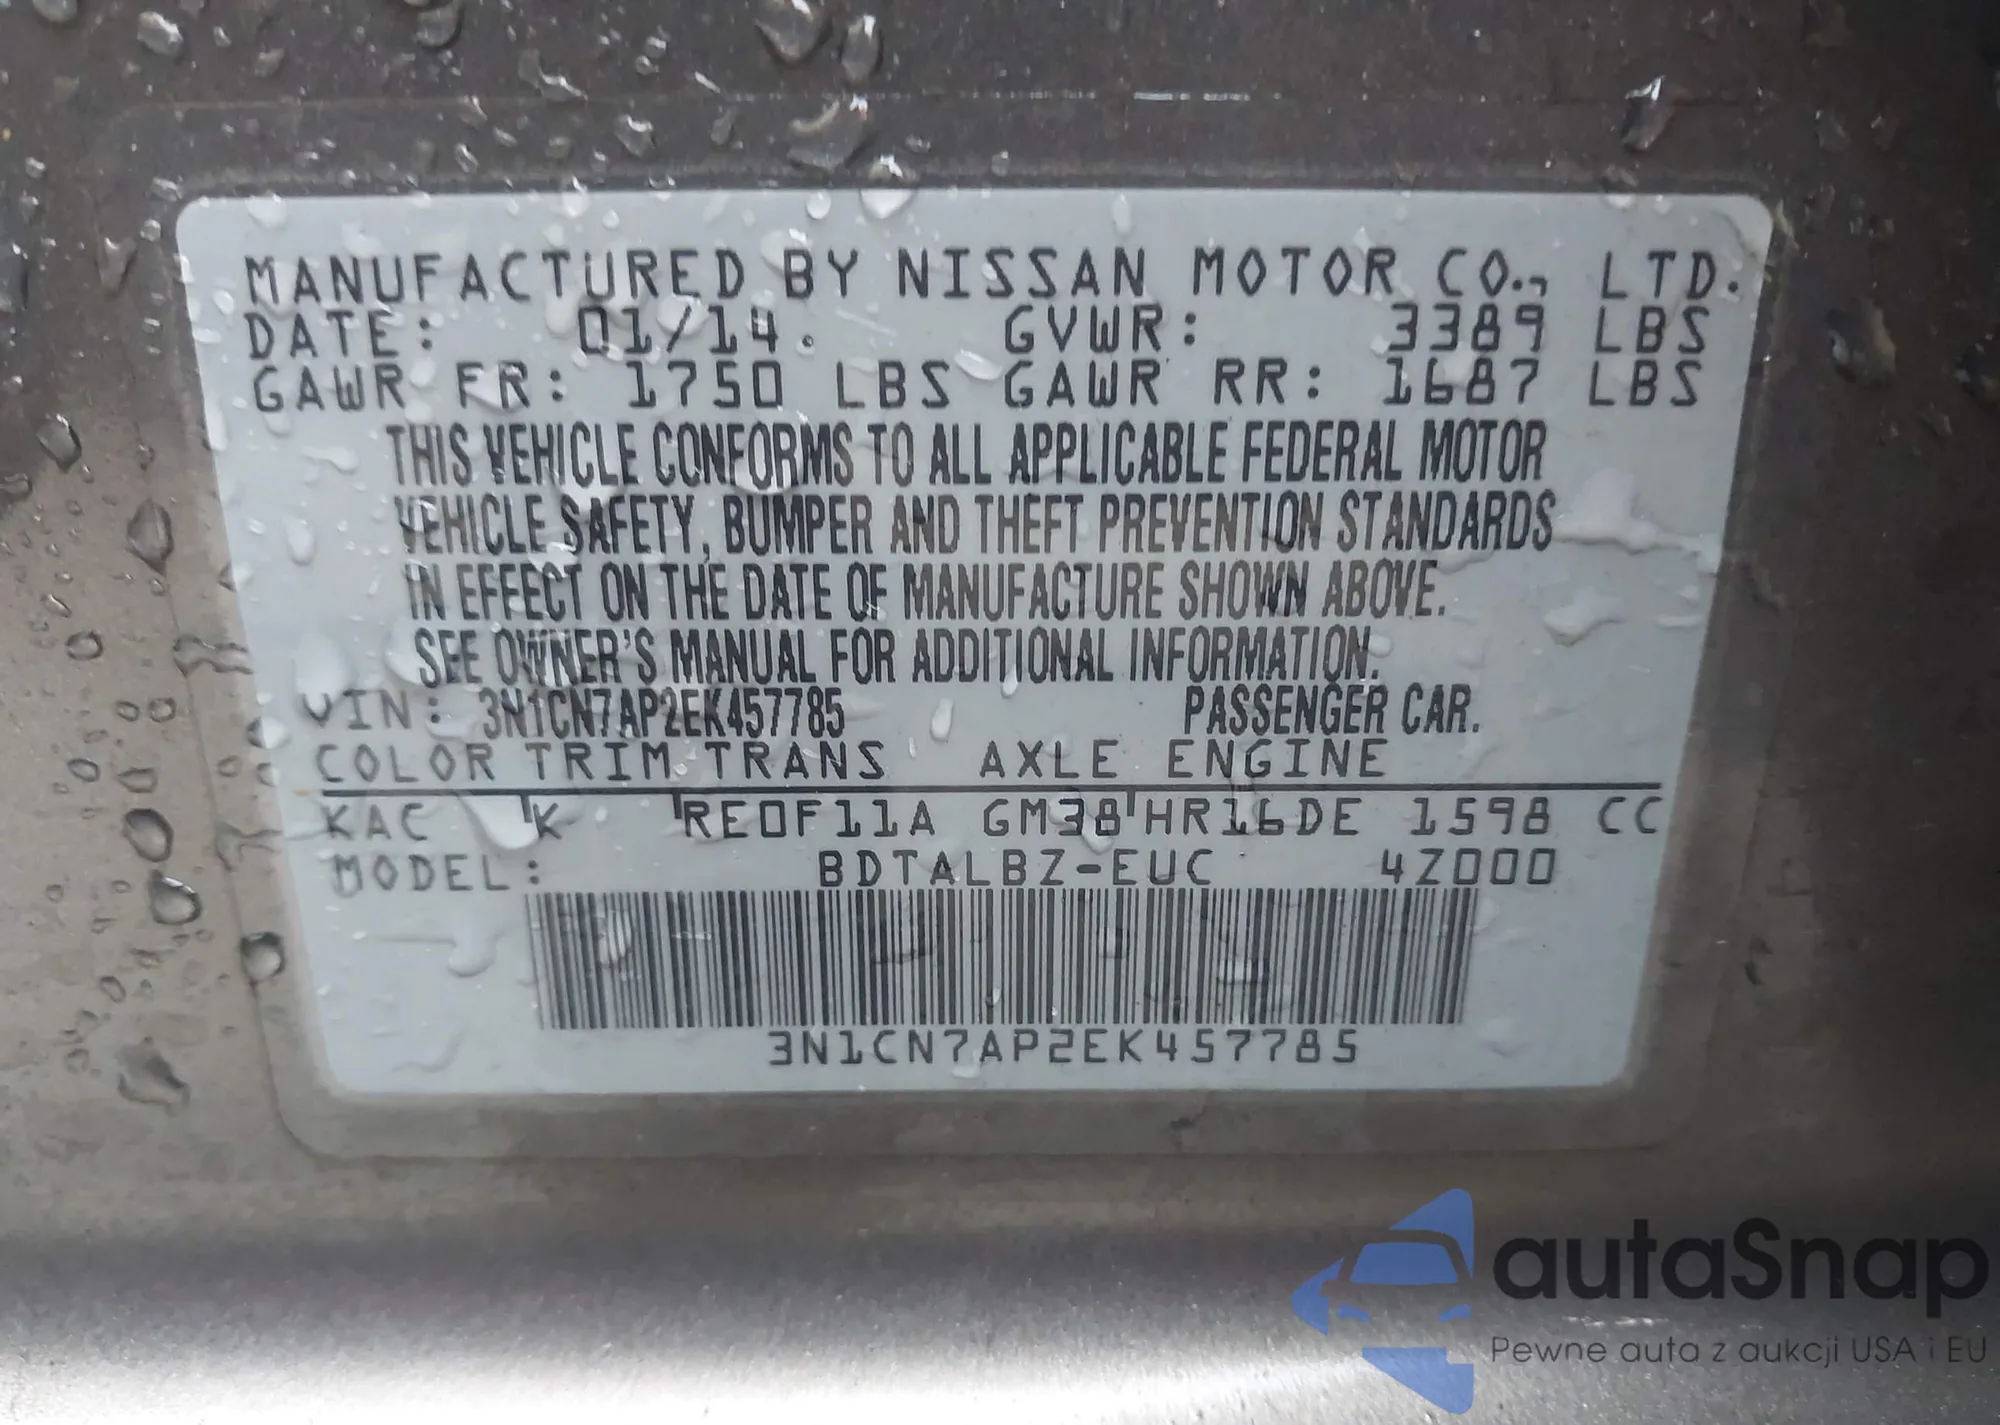 MANUFACTURED BY NISSAN MOTOR CO., LTD.
DATE: 01/14. GVWR: 3389 LBS
GAWR FR: 1750 LBS GAWR RR: 1687 LBS
THIS VEHICLE CONFORMS TO ALL APPLICABLE FEDERAL MOTOR
VEHICLE SAFETY, BUMPER AND THEFT PREVENTION STANDARDS
IN EFFECT ON THE DATE OF MANUFACTURE SHOWN ABOVE.
SEE OWNER'S MANUAL FOR ADDITIONAL INFORMATION.
VIN: 3N1CN7AP2EK457785 PASSENGER CAR.
COLOR TRIM TRANS AXLE ENGINE
KAC K RE0F11A GM38 HR16DE 1598 CC
MODEL: BDTALBZ-EUC 4Z000
3N1CN7AP2EK457785
autaSnap
Pewne auta z aukcji USA i EU